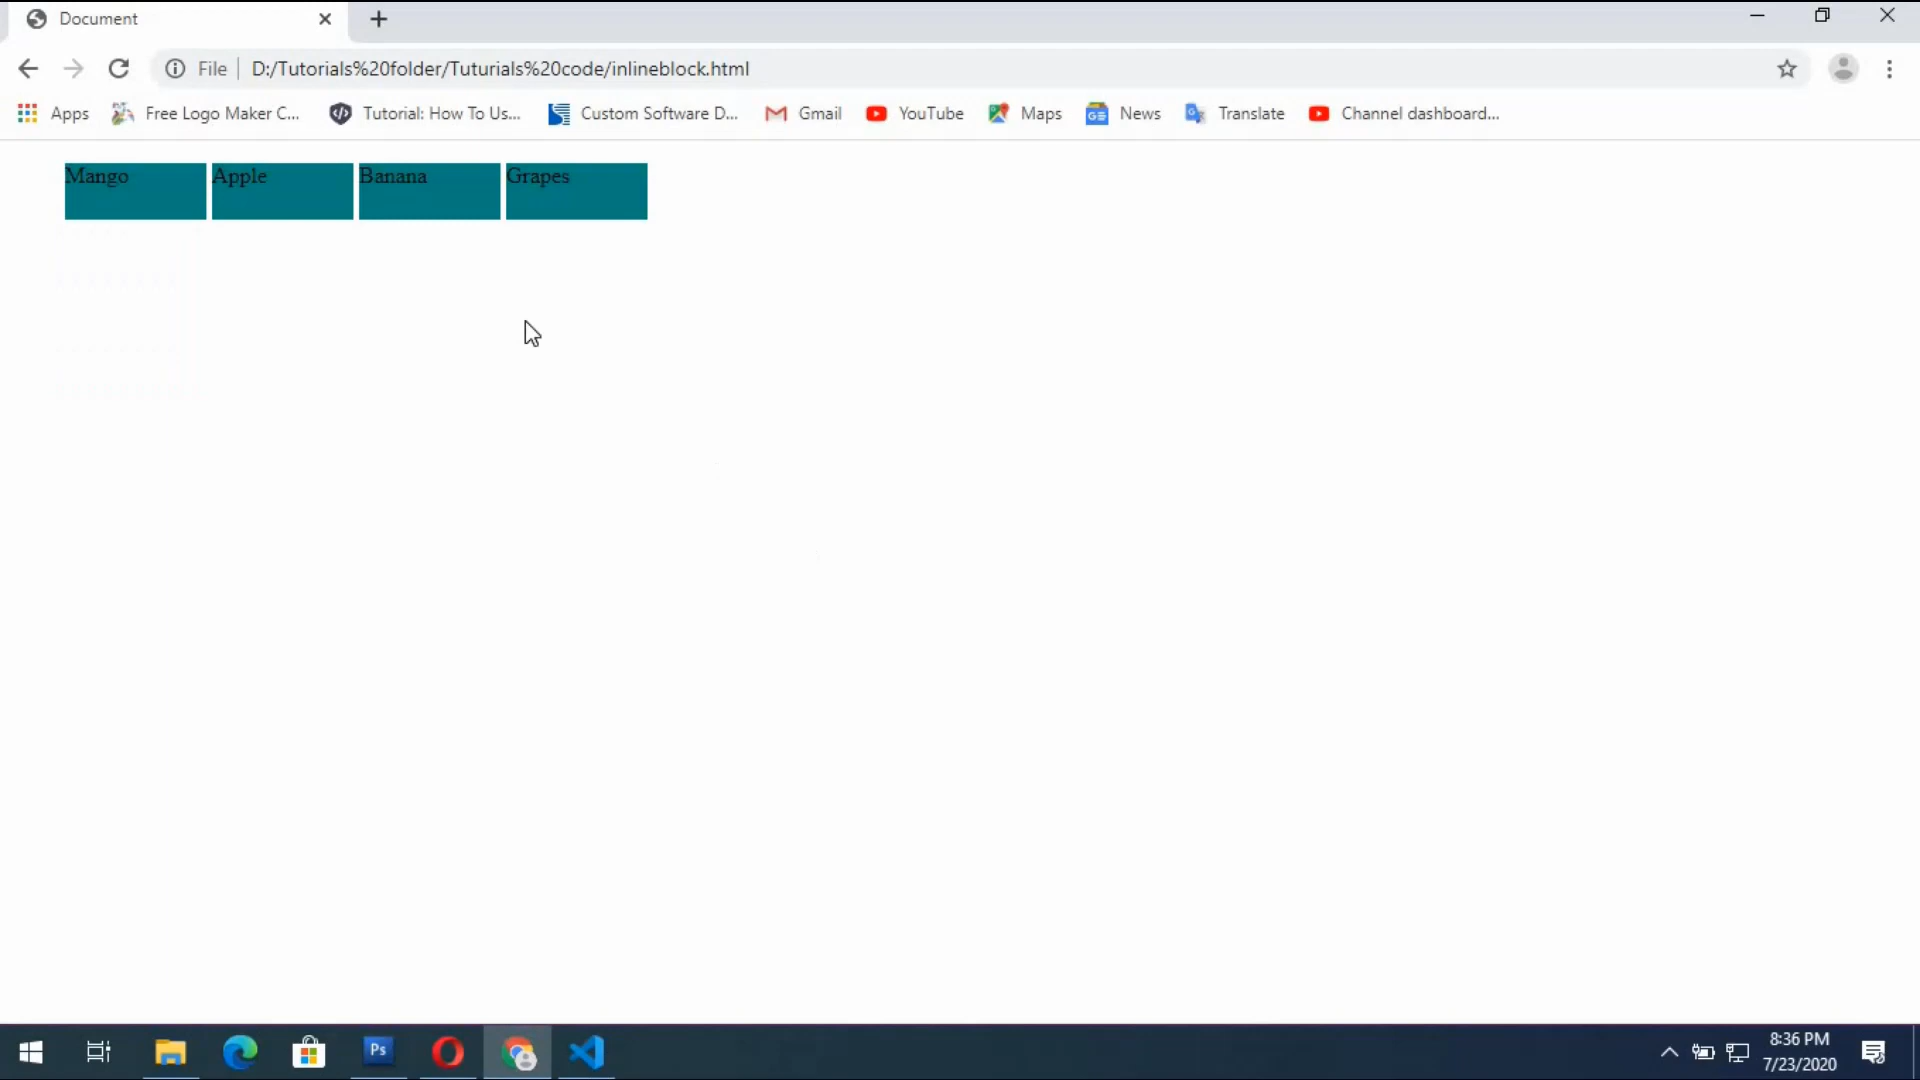 Document
File D:/Tutorials%20folder/Tuturials%20code/inlineblock.html
Apps Free Logo Maker C... Tutorial: How To Us... Custom Software D... Gmail YouTube Maps News Translate Channel dashboard...
Mango Apple Banana Grapes
Ps
8:36 PM
7/23/2020